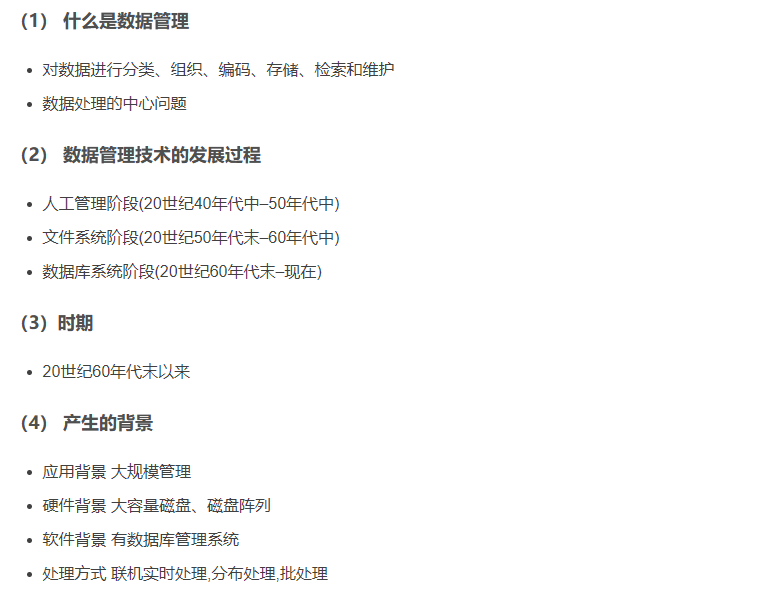 （1） 什么是数据管理
• 对数据进行分类、组织、编码、存储、检索和维护
• 数据处理的中心问题
（2） 数据管理技术的发展过程
• 人工管理阶段(20世纪40年代中–50年代中)
• 文件系统阶段(20世纪50年代末–60年代中)
• 数据库系统阶段(20世纪60年代末–现在)
（3）时期
• 20世纪60年代末以来
（4） 产生的背景
• 应用背景 大规模管理
• 硬件背景 大容量磁盘、磁盘阵列
• 软件背景 有数据库管理系统
• 处理方式 联机实时处理,分布处理,批处理